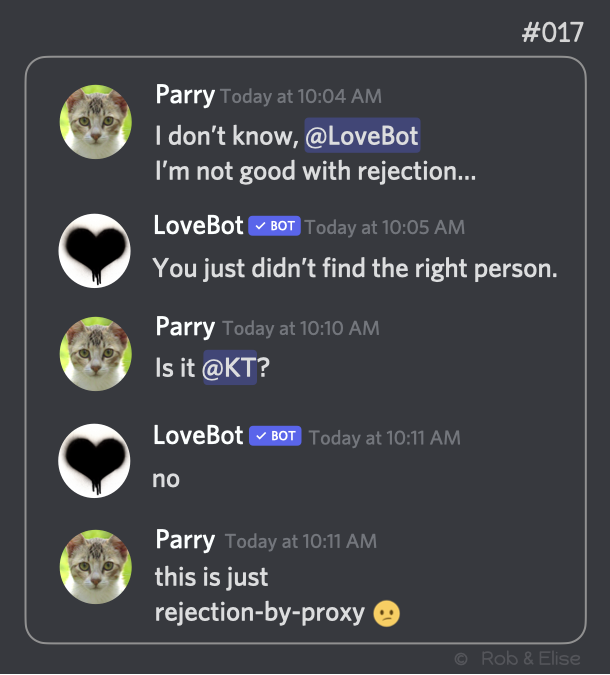 #017
Parry Today at 10:04 AM
I don’t know, @LoveBot
I’m not good with rejection...
LoveBot ✓ BOT Today at 10:05 AM
You just didn’t find the right person.
Parry Today at 10:10 AM
Is it @KT?
LoveBot ✓ BOT Today at 10:11 AM
no
Parry Today at 10:11 AM
this is just
rejection-by-proxy 🫤
© Rob & Elise